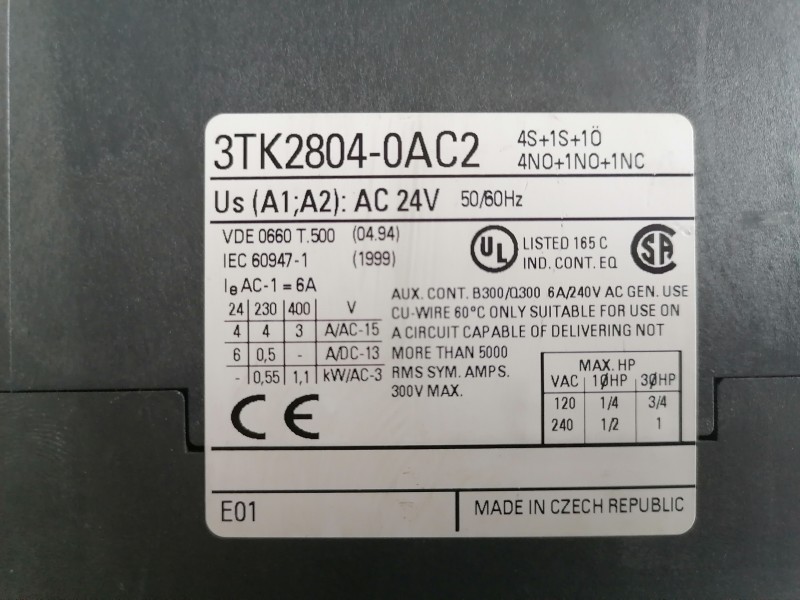 3TK2804-0AC2
4S+1S+1Ö
4NO+1NO+1NC
Us (A1;A2): AC 24V 50/60Hz
VDE 0660 T.500 (04.94)
IEC 60947-1 (1999)
Ie AC-1 = 6A
24 230 400 V
4 4 3 A/AC-15
6 0,5 - A/DC-13
- 0,55 1,1 kW/AC-3
CE
UL
LISTED 165 C
IND. CONT. EQ
SA
AUX. CONT. B300/Q300 6A/240V AC GEN. USE
CU-WIRE 60°C ONLY SUITABLE FOR USE ON
A CIRCUIT CAPABLE OF DELIVERING NOT
MORE THAN 5000
RMS SYM. AMPS.
300V MAX.
MAX. HP
VAC 1ØHP 3ØHP
120 1/4 3/4
240 1/2 1
E01
MADE IN CZECH REPUBLIC